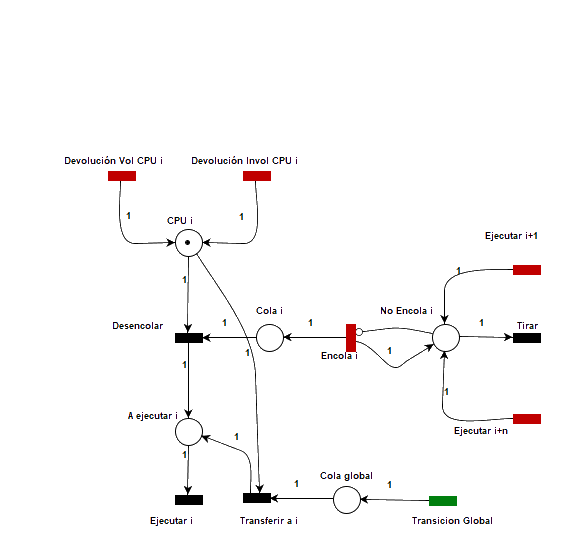 Devolución Vol CPU i
Devolución Invol CPU i
1
1
CPU i
Ejecutar i+1
1
1
Cola i
No Encola i
Desencolar
1
1
1
Tirar
1
1
Encola i
1
1
A ejecutar i
Ejecutar i+n
1
1
Cola global
1
1
Ejecutar i
Transferir a i
Transicion Global